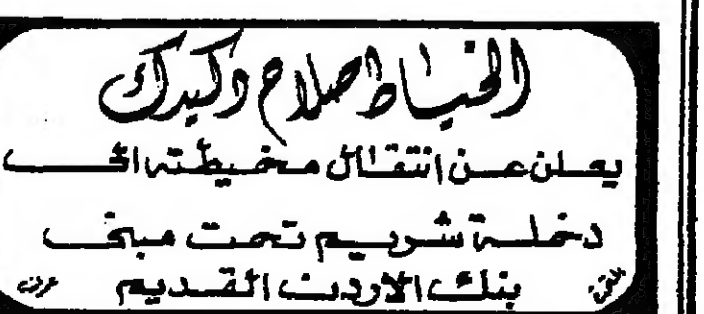 الخياط صلاح دكيدك
يعلن عن انتقال مخيطته الى
دخلة شريم تحت مبنى
بنك الاردن القديم